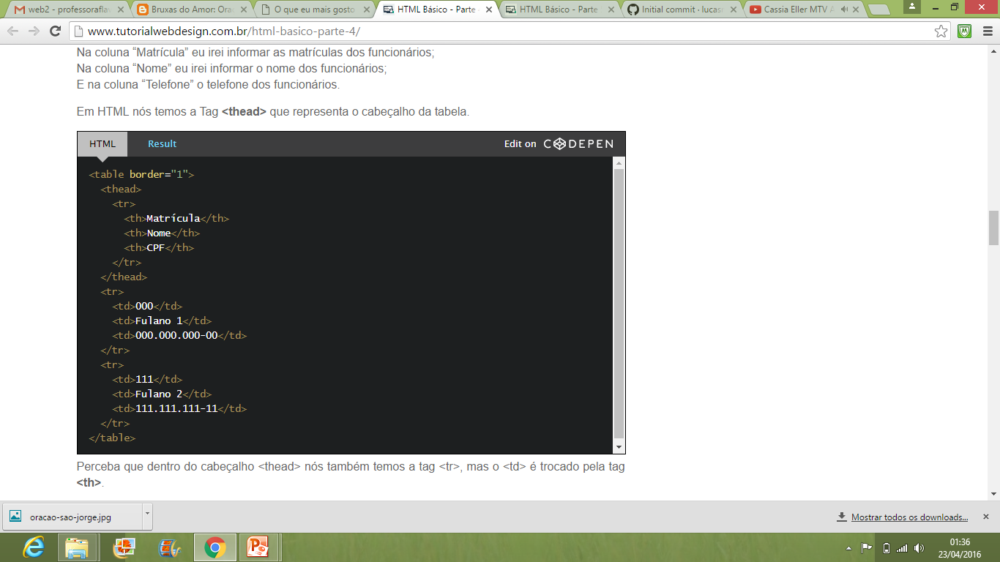 web2 - professoraflav
Bruxas do Amor: Ora
O que eu mais gosto
HTML Básico - Parte
HTML Básico - Parte
Initial commit · lucas
Cassia Eller MTV A
www.tutorialwebdesign.com.br/html-basico-parte-4/
Na coluna “Matrícula” eu irei informar as matrículas dos funcionários;
Na coluna “Nome” eu irei informar o nome dos funcionários;
E na coluna “Telefone” o telefone dos funcionários.
Em HTML nós temos a Tag <thead> que representa o cabeçalho da tabela.
HTML Result Edit on CODEPEN
<table border="1">
<thead>
<tr>
<th>Matrícula</th>
<th>Nome</th>
<th>CPF</th>
</tr>
</thead>
<tr>
<td>000</td>
<td>Fulano 1</td>
<td>000.000.000-00</td>
</tr>
<tr>
<td>111</td>
<td>Fulano 2</td>
<td>111.111.111-11</td>
</tr>
</table>
Perceba que dentro do cabeçalho <thead> nós também temos a tag <tr>, mas o <td> é trocado pela tag
<th>.
oracao-sao-jorge.jpg
Mostrar todos os downloads...
01:36
23/04/2016